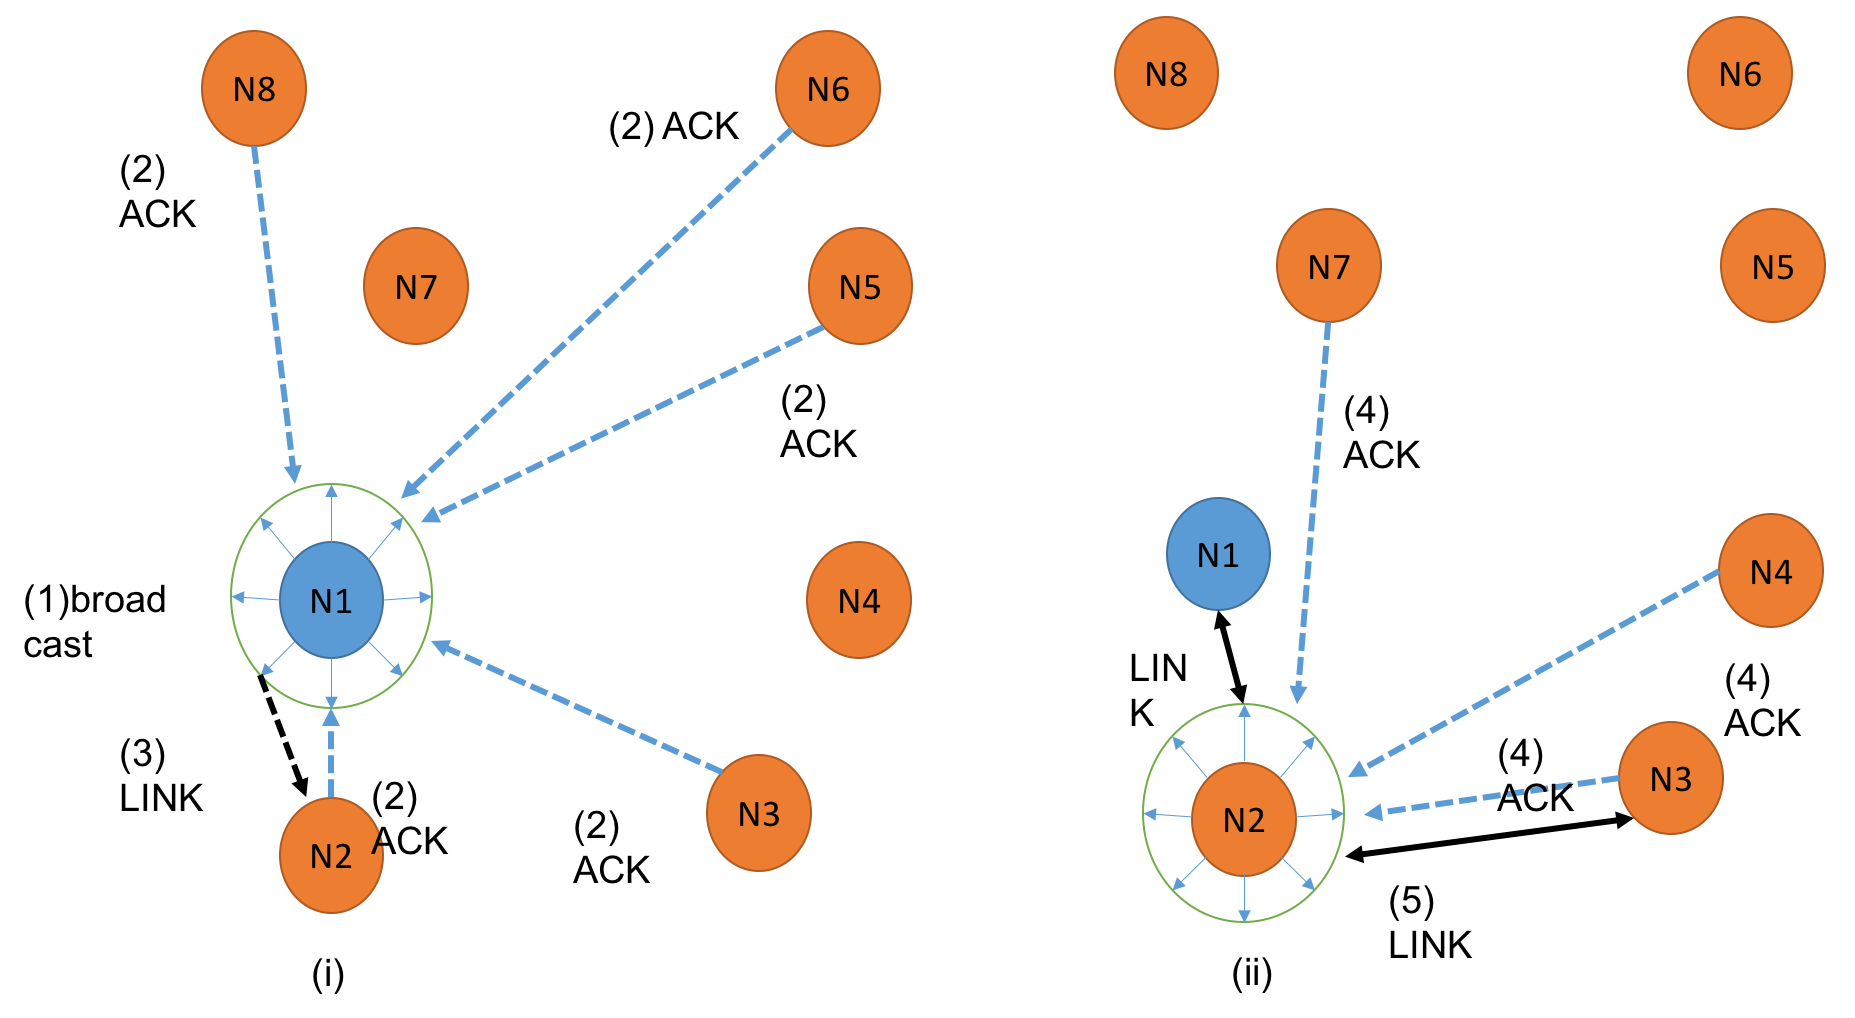 N8
N6
(2) ACK
(2)
ACK
N7
N5
(2)
ACK
(1)broad
cast
N1
N4
(3)
LINK
(2)
ACK
N2
(2)
ACK
N3
(i)
N8
N6
N7
N5
(4)
ACK
N1
N4
LIN
K
(4)
ACK
(4)
ACK
N3
N2
(5)
LINK
(ii)